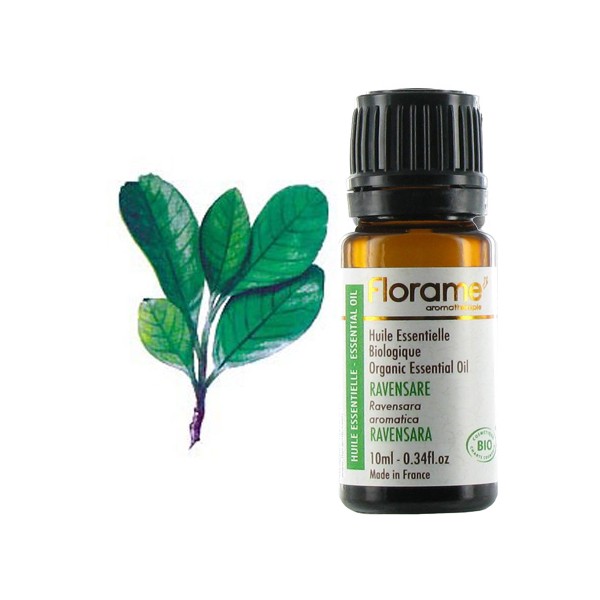 Florame
aromathérapie
HUILE ESSENTIELLE - ESSENTIAL OIL
Huile Essentielle
Biologique
Organic Essential Oil
RAVENSARE
Ravensara
aromatica
RAVENSARA
10ml - 0.34fl.oz
Made in France
BIO